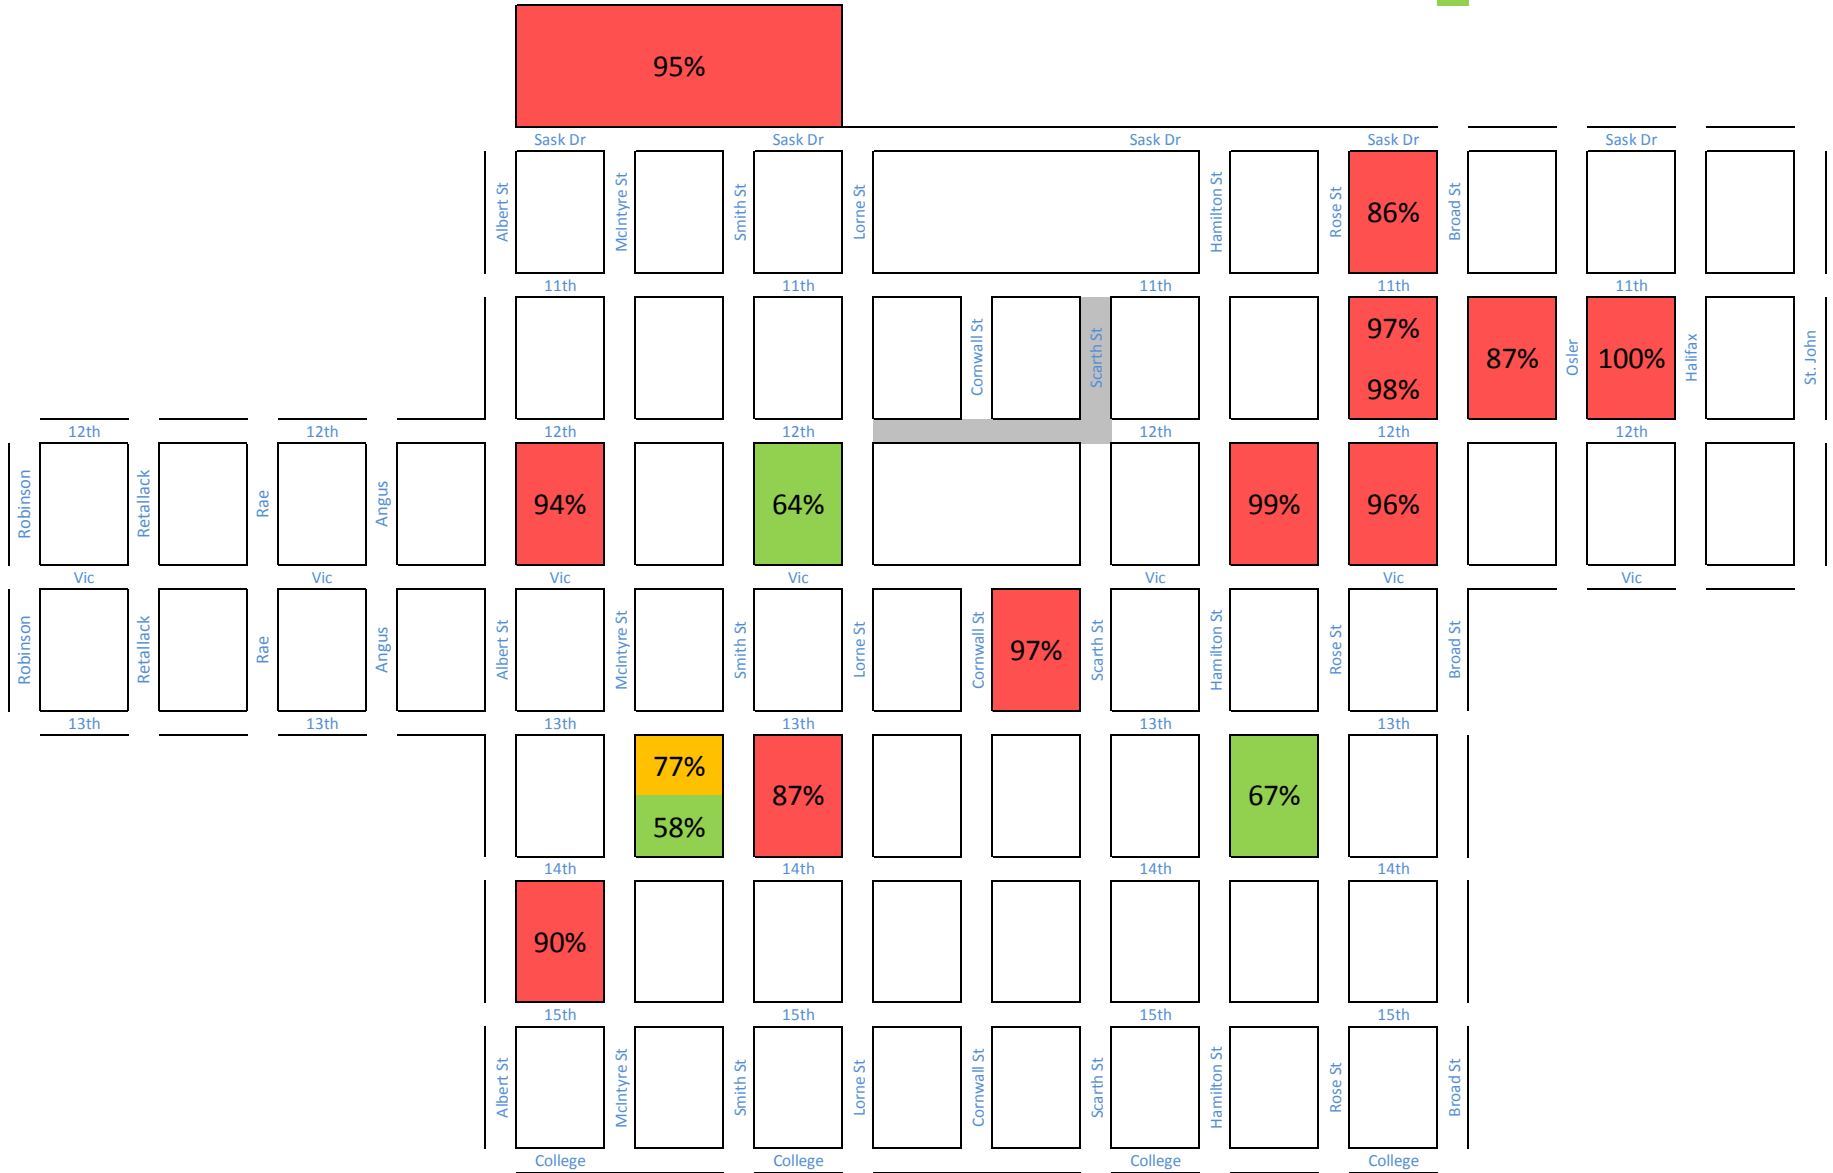 95%
Sask Dr Sask Dr Sask Dr Sask Dr Sask Dr
Albert St McIntyre St Smith St Lorne St Hamilton St Rose St 86% Broad St
11th 11th 11th 11th 11th
Cornwall St Scarth St 97% 98% 87% Osler 100% Halifax St. John
12th 12th 12th 12th 12th 12th 12th
Robinson Retallack Rae Angus 94% 64% 99% 96%
Vic Vic Vic Vic Vic Vic Vic
Robinson Retallack Rae Angus Albert St McIntyre St Smith St Lorne St Cornwall St 97% Scarth St Hamilton St Rose St Broad St
13th 13th 13th 13th 13th 13th
77%
58%
87%
67%
14th 14th 14th 14th
90%
15th 15th 15th 15th
Albert St McIntyre St Smith St Lorne St Cornwall St Scarth St Hamilton St Rose St Broad St
College College College College